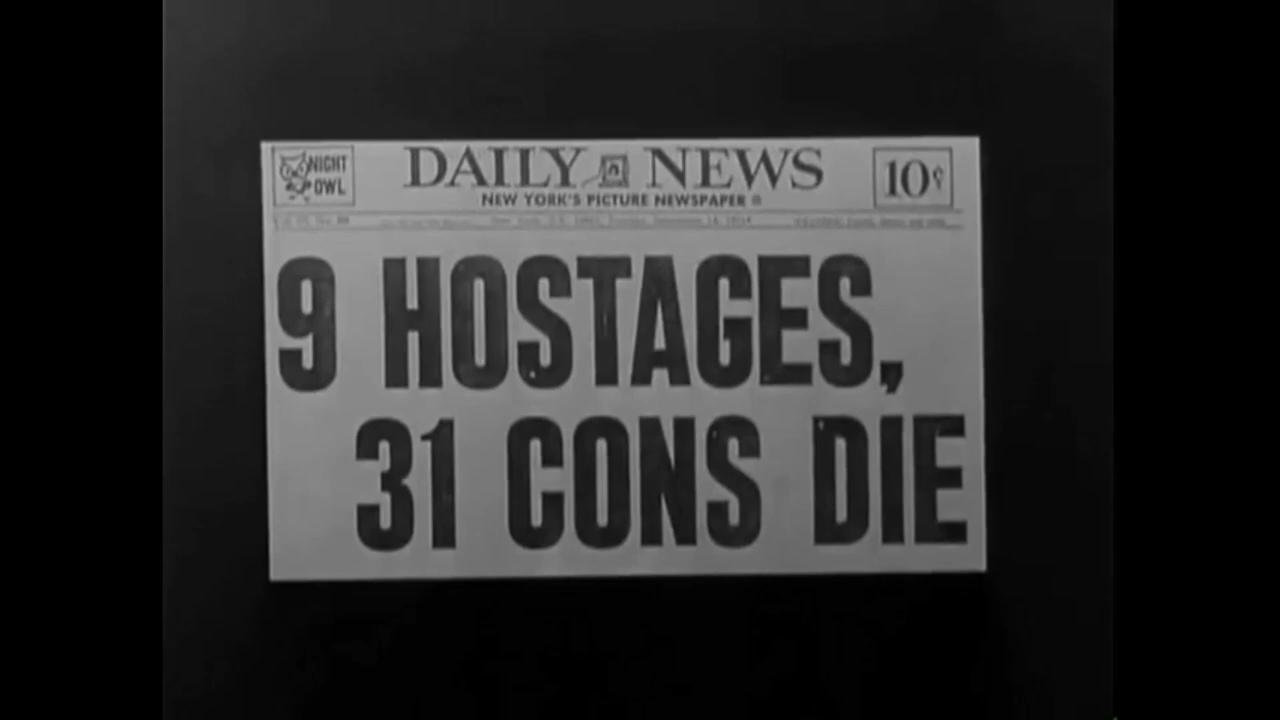 NIGHT OWL
DAILY NEWS
10¢
NEW YORK'S PICTURE NEWSPAPER
9 HOSTAGES,
31 CONS DIE